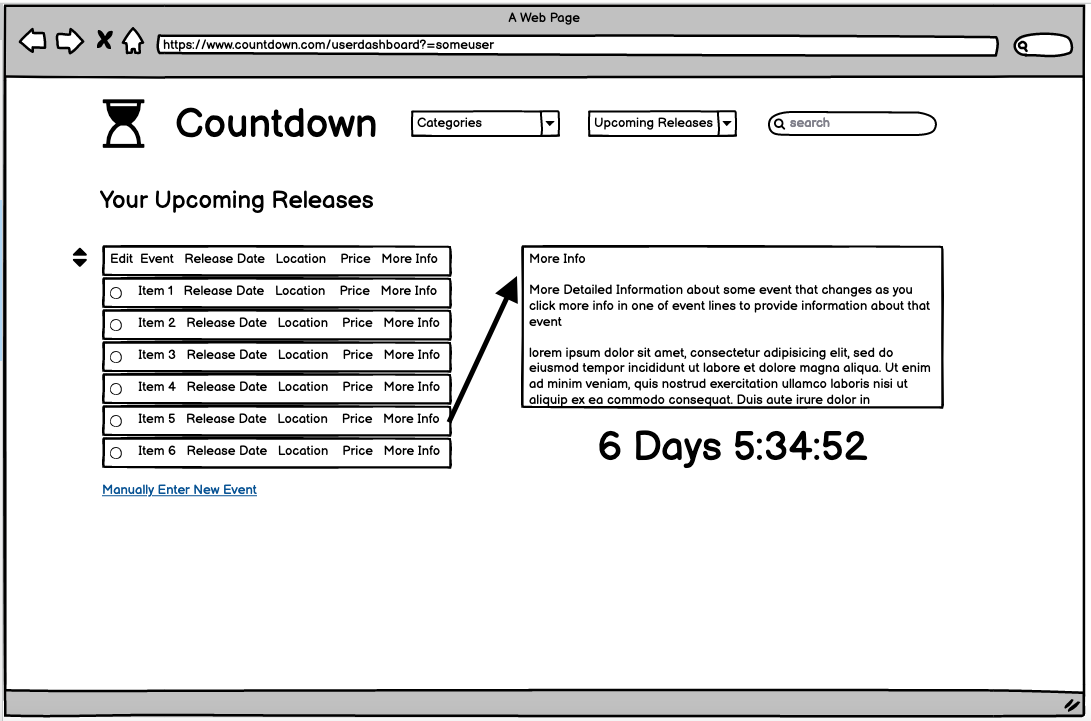 A Web Page
https://www.countdown.com/userdashboard?=someuser
Countdown
Categories
Upcoming Releases
search
Your Upcoming Releases
Edit Event Release Date Location Price More Info
Item 1 Release Date Location Price More Info
Item 2 Release Date Location Price More Info
Item 3 Release Date Location Price More Info
Item 4 Release Date Location Price More Info
Item 5 Release Date Location Price More Info
Item 6 Release Date Location Price More Info
Manually Enter New Event
More Info
More Detailed Information about some event that changes as you
click more info in one of event lines to provide information about that
event
lorem ipsum dolor sit amet, consectetur adipisicing elit, sed do
eiusmod tempor incididunt ut labore et dolore magna aliqua. Ut enim
ad minim veniam, quis nostrud exercitation ullamco laboris nisi ut
aliquip ex ea commodo consequat. Duis aute irure dolor in
6 Days 5:34:52